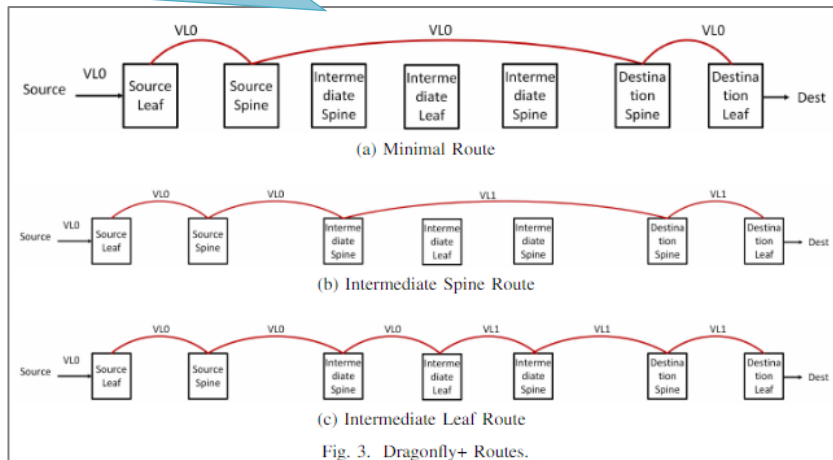 VL0 VL0 VL0
VL0
Source
Source
Leaf
Source
Spine
Interme
diate
Spine
Interme
diate
Leaf
Interme
diate
Spine
Destina
tion
Spine
Destina
tion
Leaf
Dest
(a) Minimal Route
VL0 VL0 VL1 VL1
VL0
Source
Source
Leaf
Source
Spine
Interme
diate
Spine
Interme
diate
Leaf
Interme
diate
Spine
Destina
tion
Spine
Destina
tion
Leaf
Dest
(b) Intermediate Spine Route
VL0 VL0 VL0 VL1 VL1 VL1
VL0
Source
Source
Leaf
Source
Spine
Interme
diate
Spine
Interme
diate
Leaf
Interme
diate
Spine
Destina
tion
Spine
Destina
tion
Leaf
Dest
(c) Intermediate Leaf Route
Fig. 3. Dragonfly+ Routes.